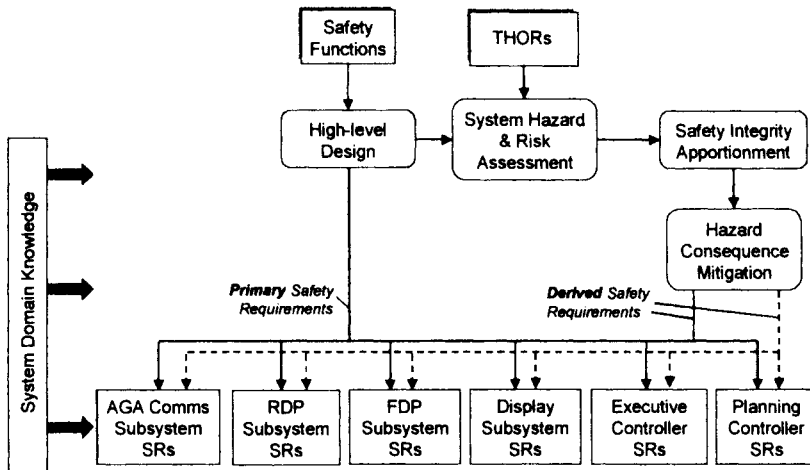 Safety
Functions
THORs
High-level
Design
System Hazard
& Risk
Assessment
Safety Integrity
Apportionment
Hazard
Consequence
Mitigation
System Domain Knowledge
Primary Safety
Requirements
Derived Safety
Requirements
AGA Comms
Subsystem
SRs
RDP
Subsystem
SRs
FDP
Subsystem
SRs
Display
Subsystem
SRs
Executive
Controller
SRs
Planning
Controller
SRs